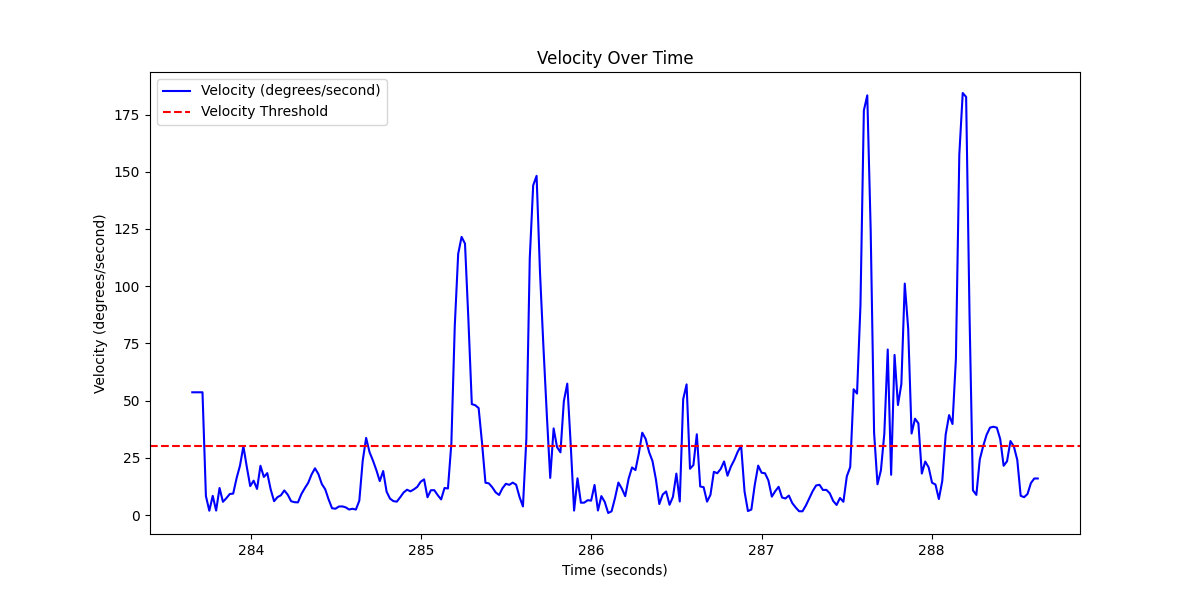 Velocity Over Time
Velocity (degrees/second)
Velocity Threshold
175
150
125
100
75
50
25
0
Velocity (degrees/second)
284
285
286
287
288
Time (seconds)